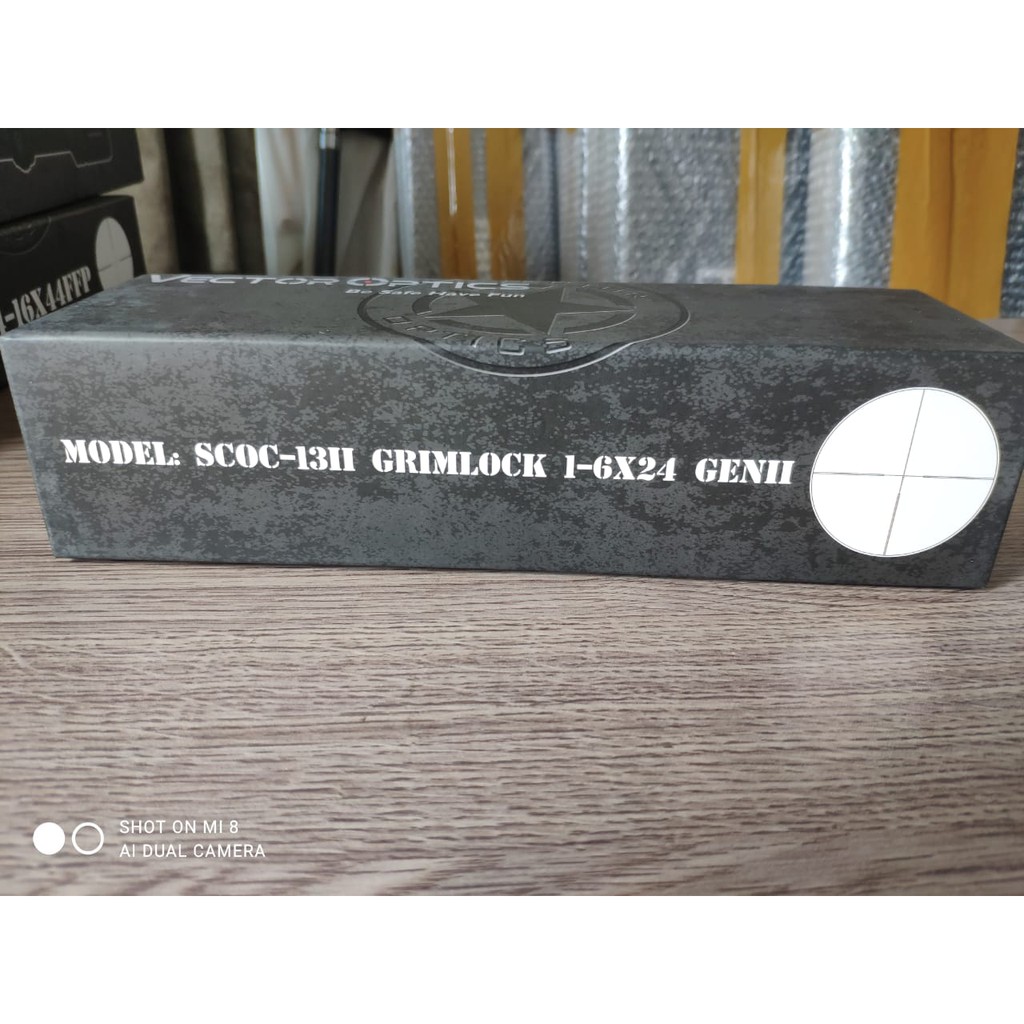 -16X44FFP
VECTOR OPTICS
Be Safe Have Fun
OPTICS
MODEL: SCOC-13II GRIMLOCK 1-6X24 GENII
SHOT ON MI 8
AI DUAL CAMERA